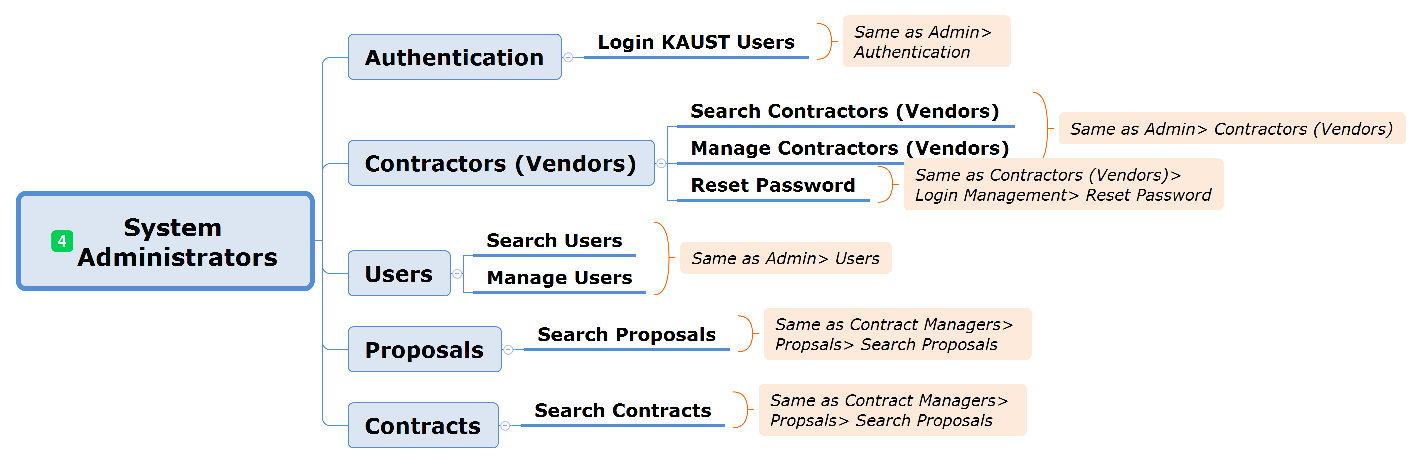 4
System
Administrators
Authentication
Login KAUST Users
Same as Admin>
Authentication
Contractors (Vendors)
Search Contractors (Vendors)
Manage Contractors (Vendors)
Same as Admin> Contractors (Vendors)
Reset Password
Same as Contractors (Vendors)>
Login Management> Reset Password
Users
Search Users
Manage Users
Same as Admin> Users
Proposals
Search Proposals
Same as Contract Managers>
Propsals> Search Proposals
Contracts
Search Contracts
Same as Contract Managers>
Propsals> Search Proposals